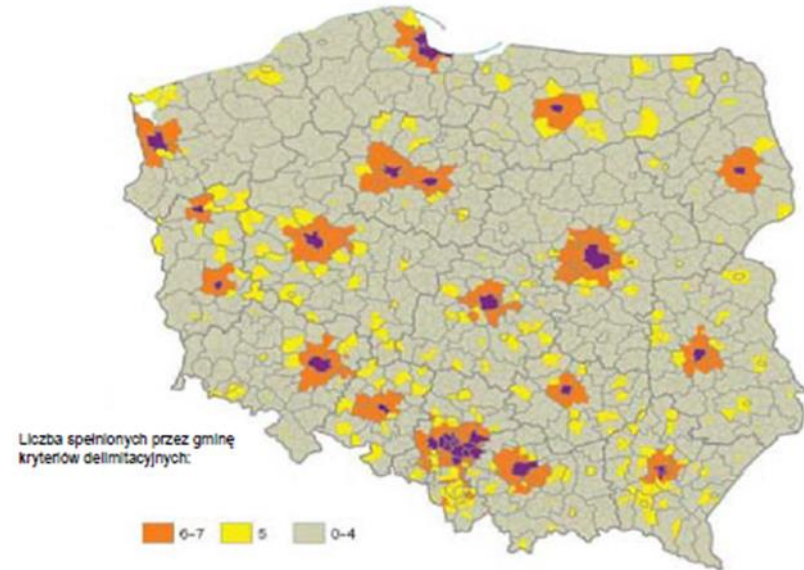 Liczba spełnionych przez gminę
kryteriów delimitacyjnych:
6–7 5 0–4